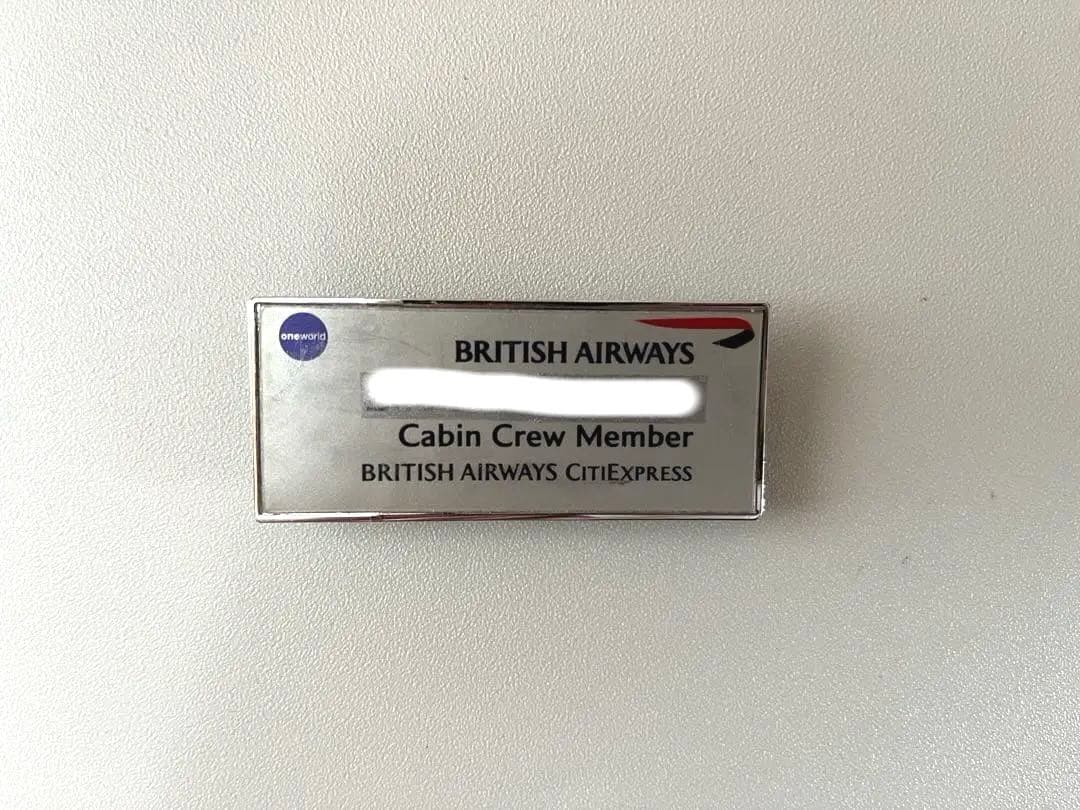 oneworld
BRITISH AIRWAYS
Cabin Crew Member
BRITISH AIRWAYS CITIEXPRESS